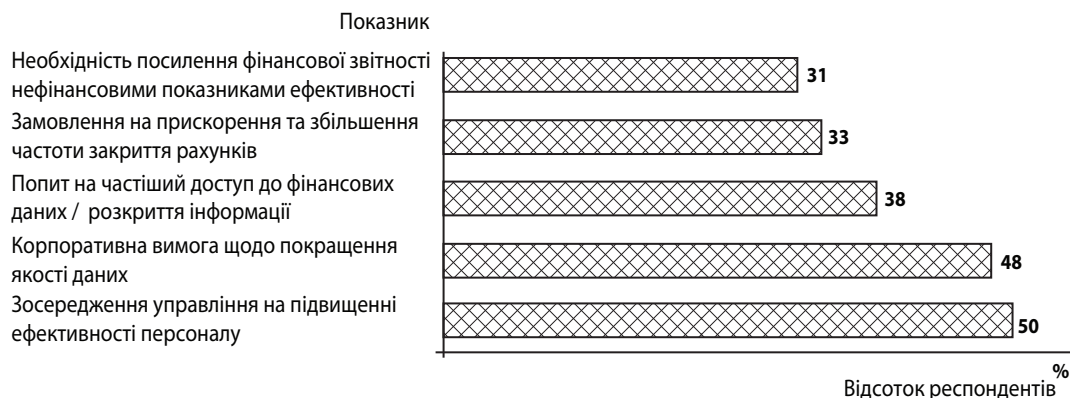 Показник
Необхідність посилення фінансової звітності
нефінансовими показниками ефективності
31
Замовлення на прискорення та збільшення
частоти закриття рахунків
33
Попит на частіший доступ до фінансових
даних / розкриття інформації
38
Корпоративна вимога щодо покращення
якості даних
48
Зосередження управління на підвищенні
ефективності персоналу
50
%
Відсоток респондентів